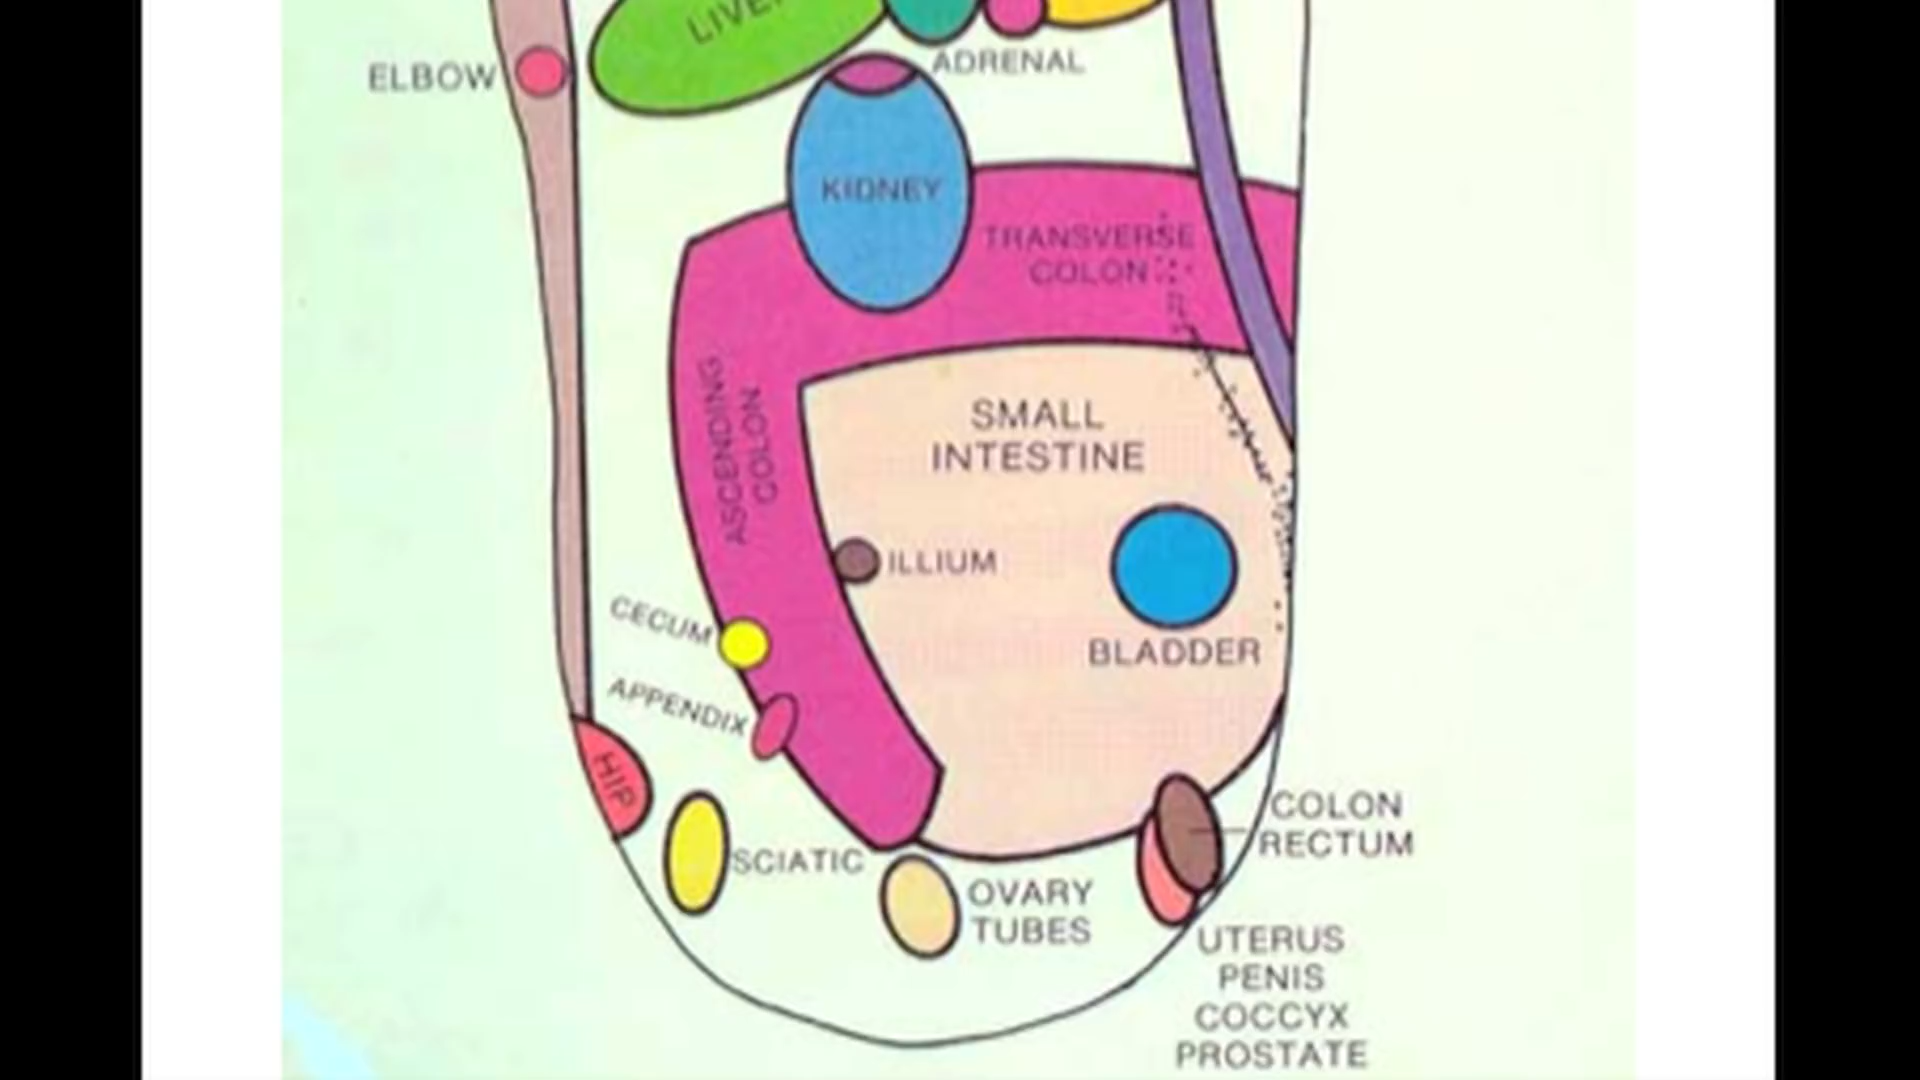 LIVER
ELBOW
ADRENAL
KIDNEY
TRANSVERSE
COLON
ASCENDING
COLON
SMALL
INTESTINE
ILLIUM
CECUM
BLADDER
APPENDIX
HIP
COLON
RECTUM
SCIATIC
OVARY
TUBES
UTERUS
PENIS
COCCYX
PROSTATE